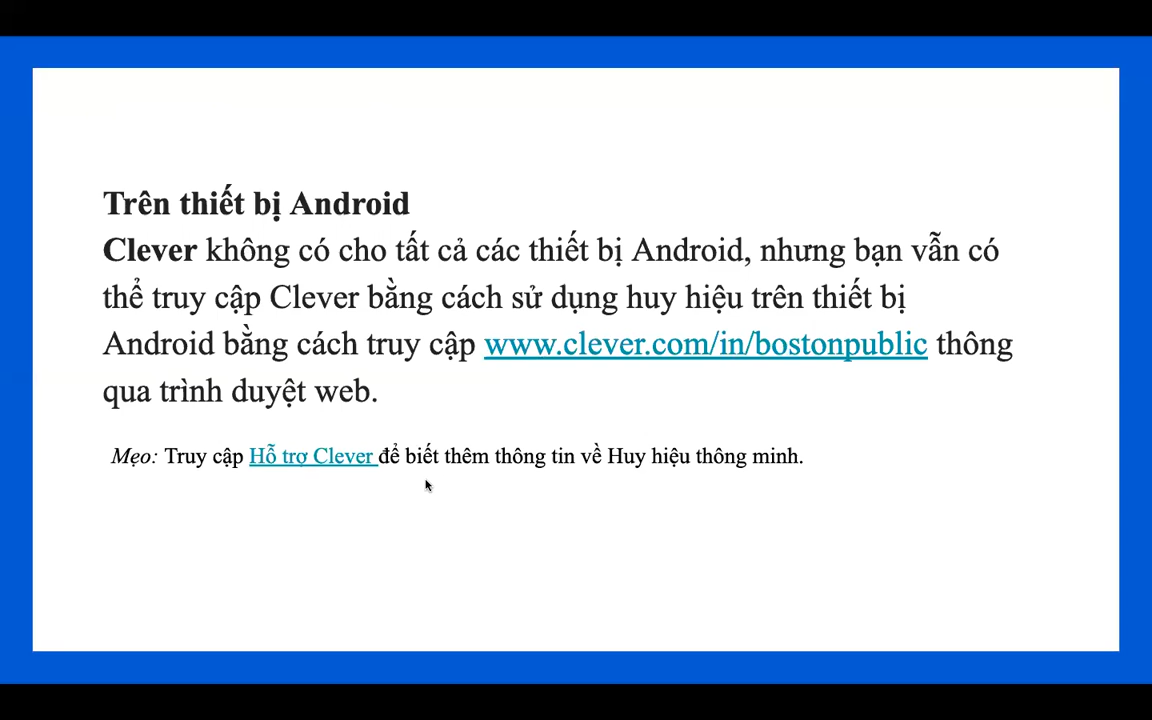 Trên thiết bị Android
Clever không có cho tất cả các thiết bị Android, nhưng bạn vẫn có
thể truy cập Clever bằng cách sử dụng huy hiệu trên thiết bị
Android bằng cách truy cập www.clever.com/in/bostonpublic thông
qua trình duyệt web.
Mẹo: Truy cập Hỗ trợ Clever để biết thêm thông tin về Huy hiệu thông minh.